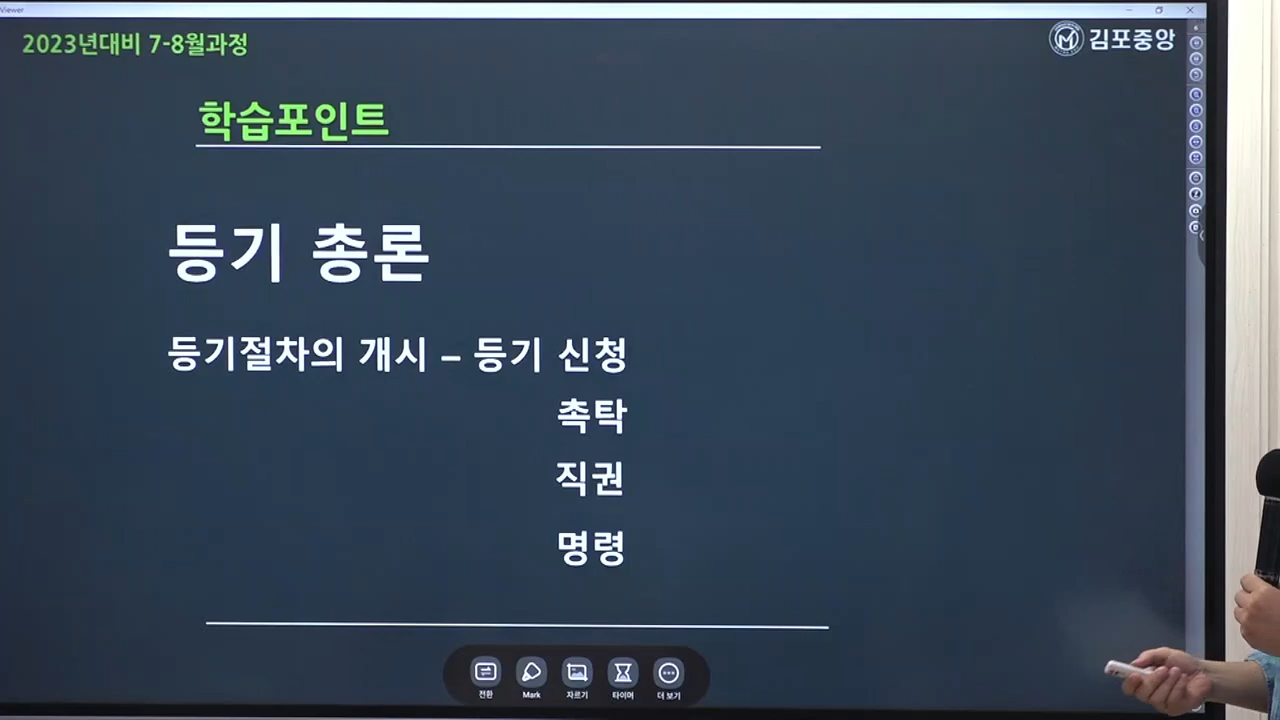 Viewer
2023년대비 7-8월과정
김포중앙
학습포인트
등기 총론
등기절차의 개시 – 등기 신청
촉탁
직권
명령
전환
Mark
자르기
타이머
더 보기